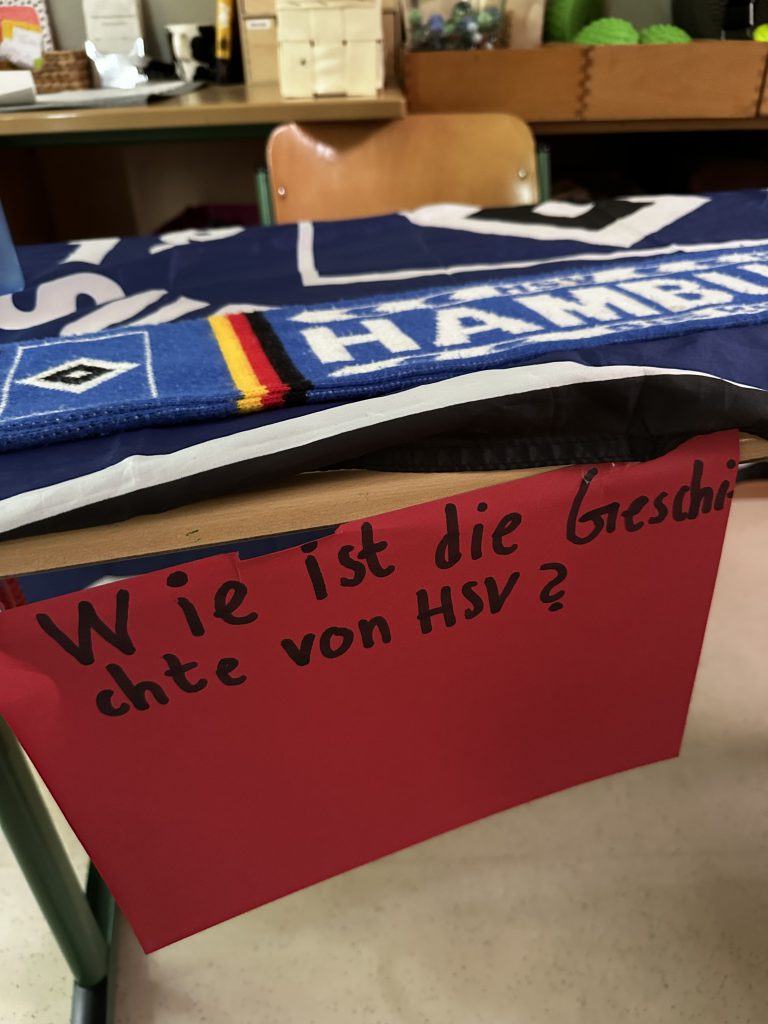 HAMBU
Wie ist die Geschi-
chte von HSV?